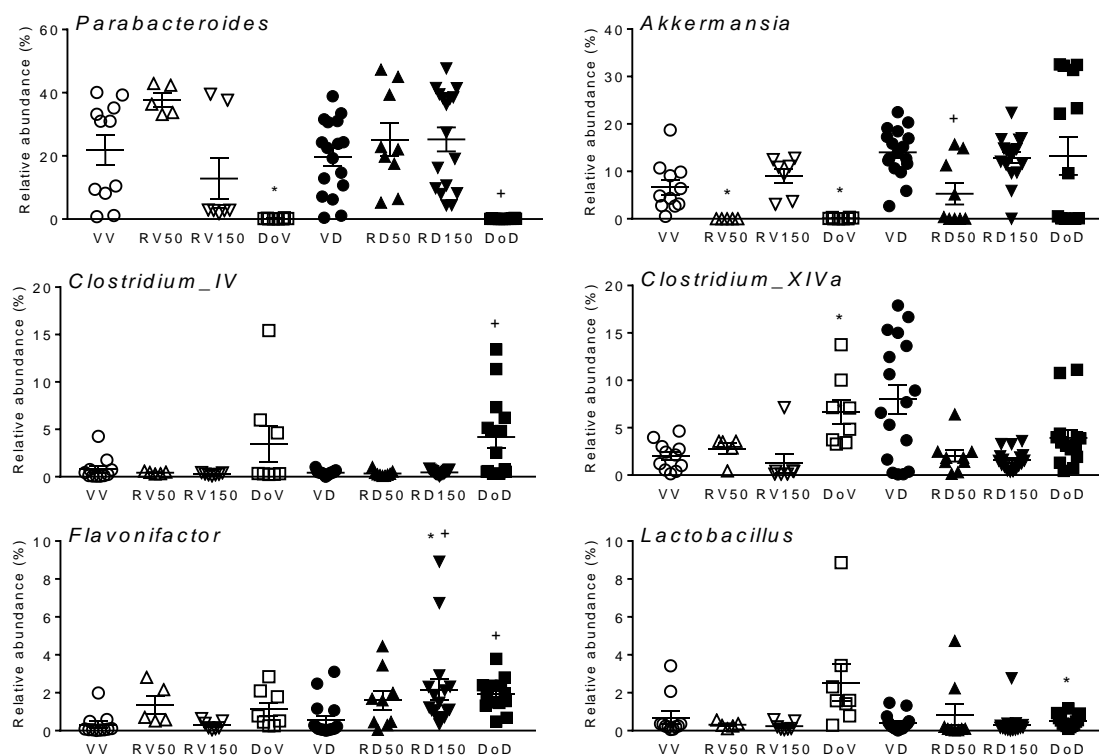 Parabacteroides
Relative abundance (%)
60
40
20
0
*
+
VV RV50 RV150 DoV VD RD50 RD150 DoD
Akkermansia
Relative abundance (%)
40
30
20
10
0
*
*
+
VV RV50 RV150 DoV VD RD50 RD150 DoD
Clostridium_IV
Relative abundance (%)
20
15
10
5
0
+
VV RV50 RV150 DoV VD RD50 RD150 DoD
Clostridium_XIVa
Relative abundance (%)
20
15
10
5
0
*
VV RV50 RV150 DoV VD RD50 RD150 DoD
Flavonifactor
Relative abundance (%)
10
8
6
4
2
0
* +
+
VV RV50 RV150 DoV VD RD50 RD150 DoD
Lactobacillus
Relative abundance (%)
10
8
6
4
2
0
*
VV RV50 RV150 DoV VD RD50 RD150 DoD